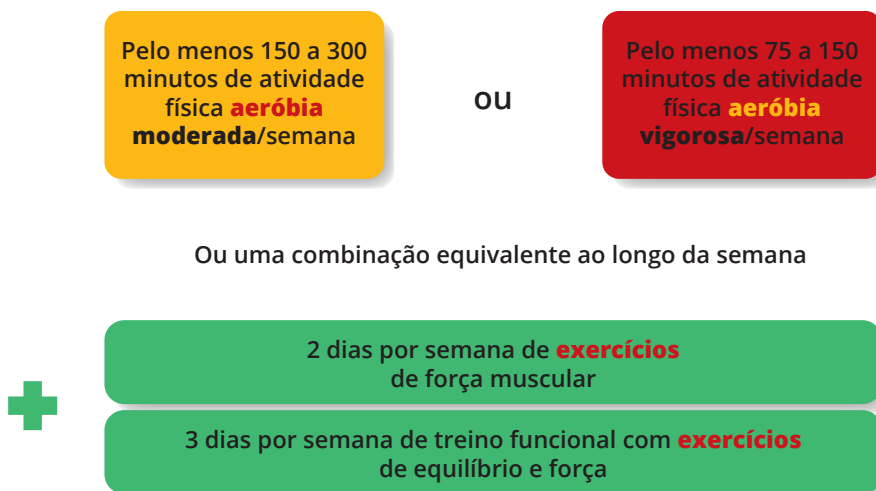 Pelo menos 150 a 300
minutos de atividade
física aeróbia
moderada/semana
ou
Pelo menos 75 a 150
minutos de atividade
física aeróbia
vigorosa/semana
Ou uma combinação equivalente ao longo da semana
2 dias por semana de exercícios
de força muscular
3 dias por semana de treino funcional com exercícios
de equilíbrio e força